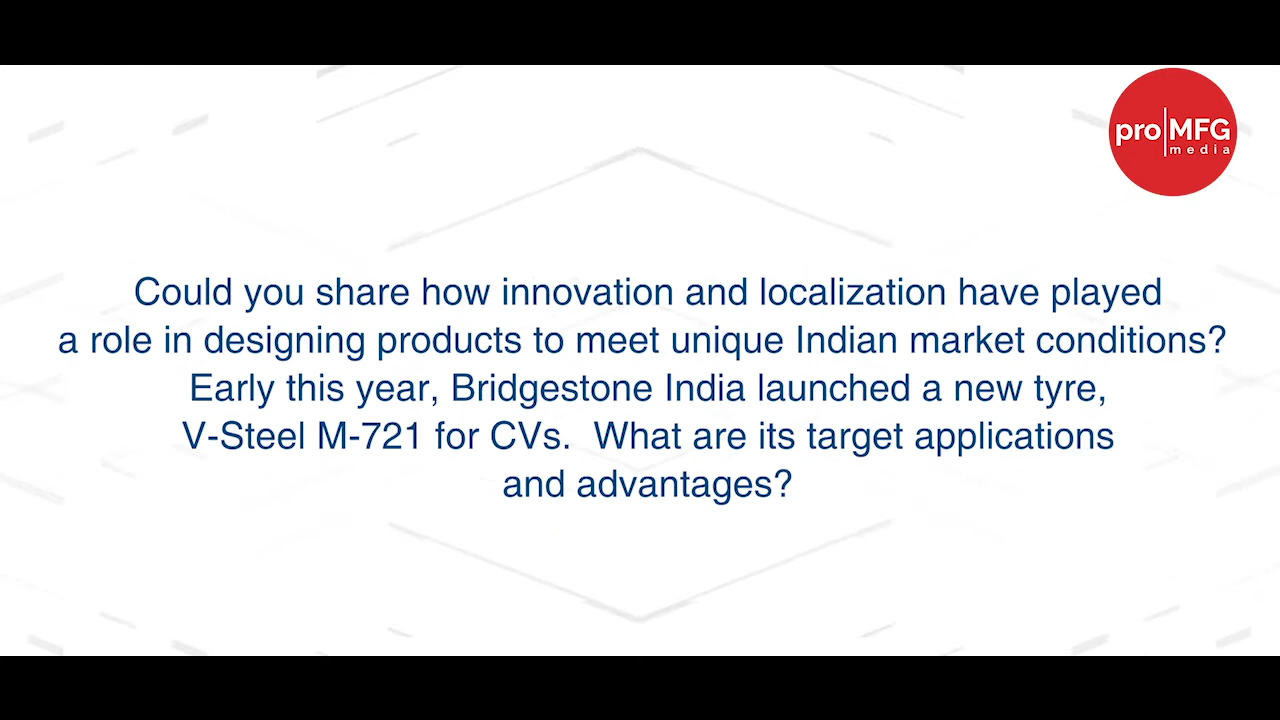 pro MFG
media
Could you share how innovation and localization have played
a role in designing products to meet unique Indian market conditions?
Early this year, Bridgestone India launched a new tyre,
V-Steel M-721 for CVs.  What are its target applications
and advantages?